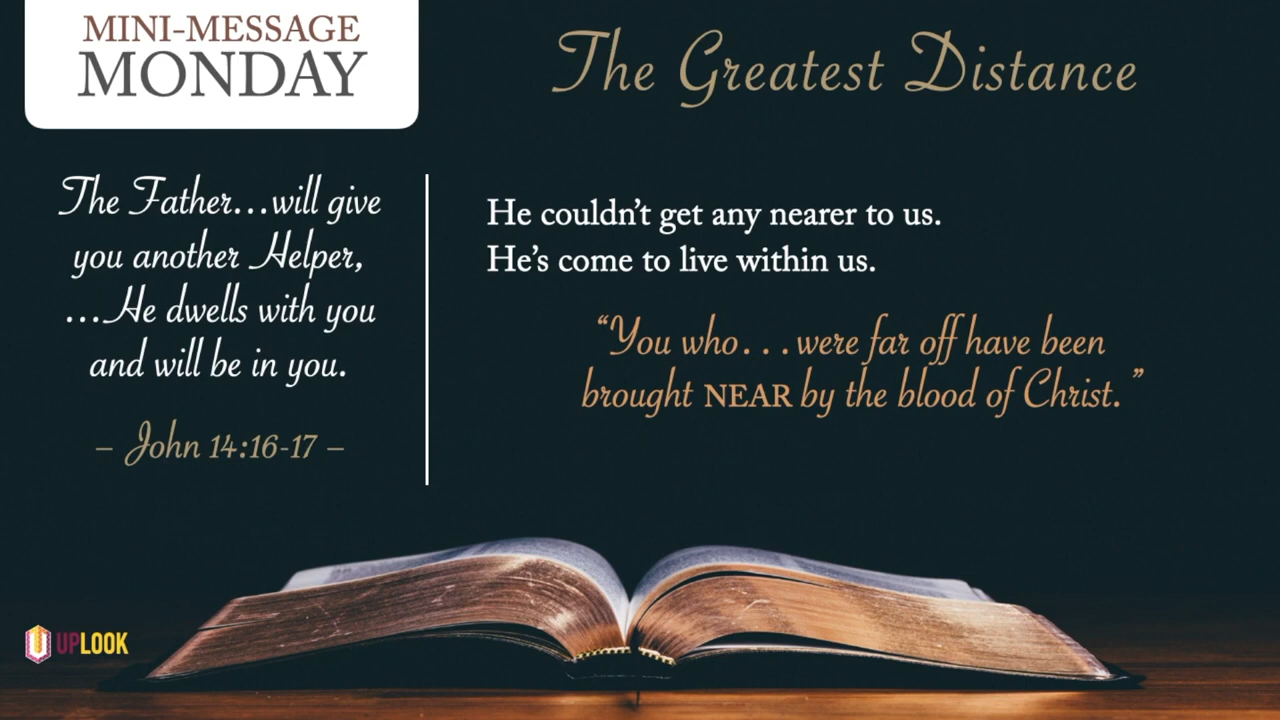 MINI-MESSAGE
MONDAY
The Greatest Distance
The Father...will give
you another Helper,
...He dwells with you
and will be in you.
– John 14:16-17 –
He couldn’t get any nearer to us.
He’s come to live within us.
“You who...were far off have been
brought NEAR by the blood of Christ.”
UPLOOK